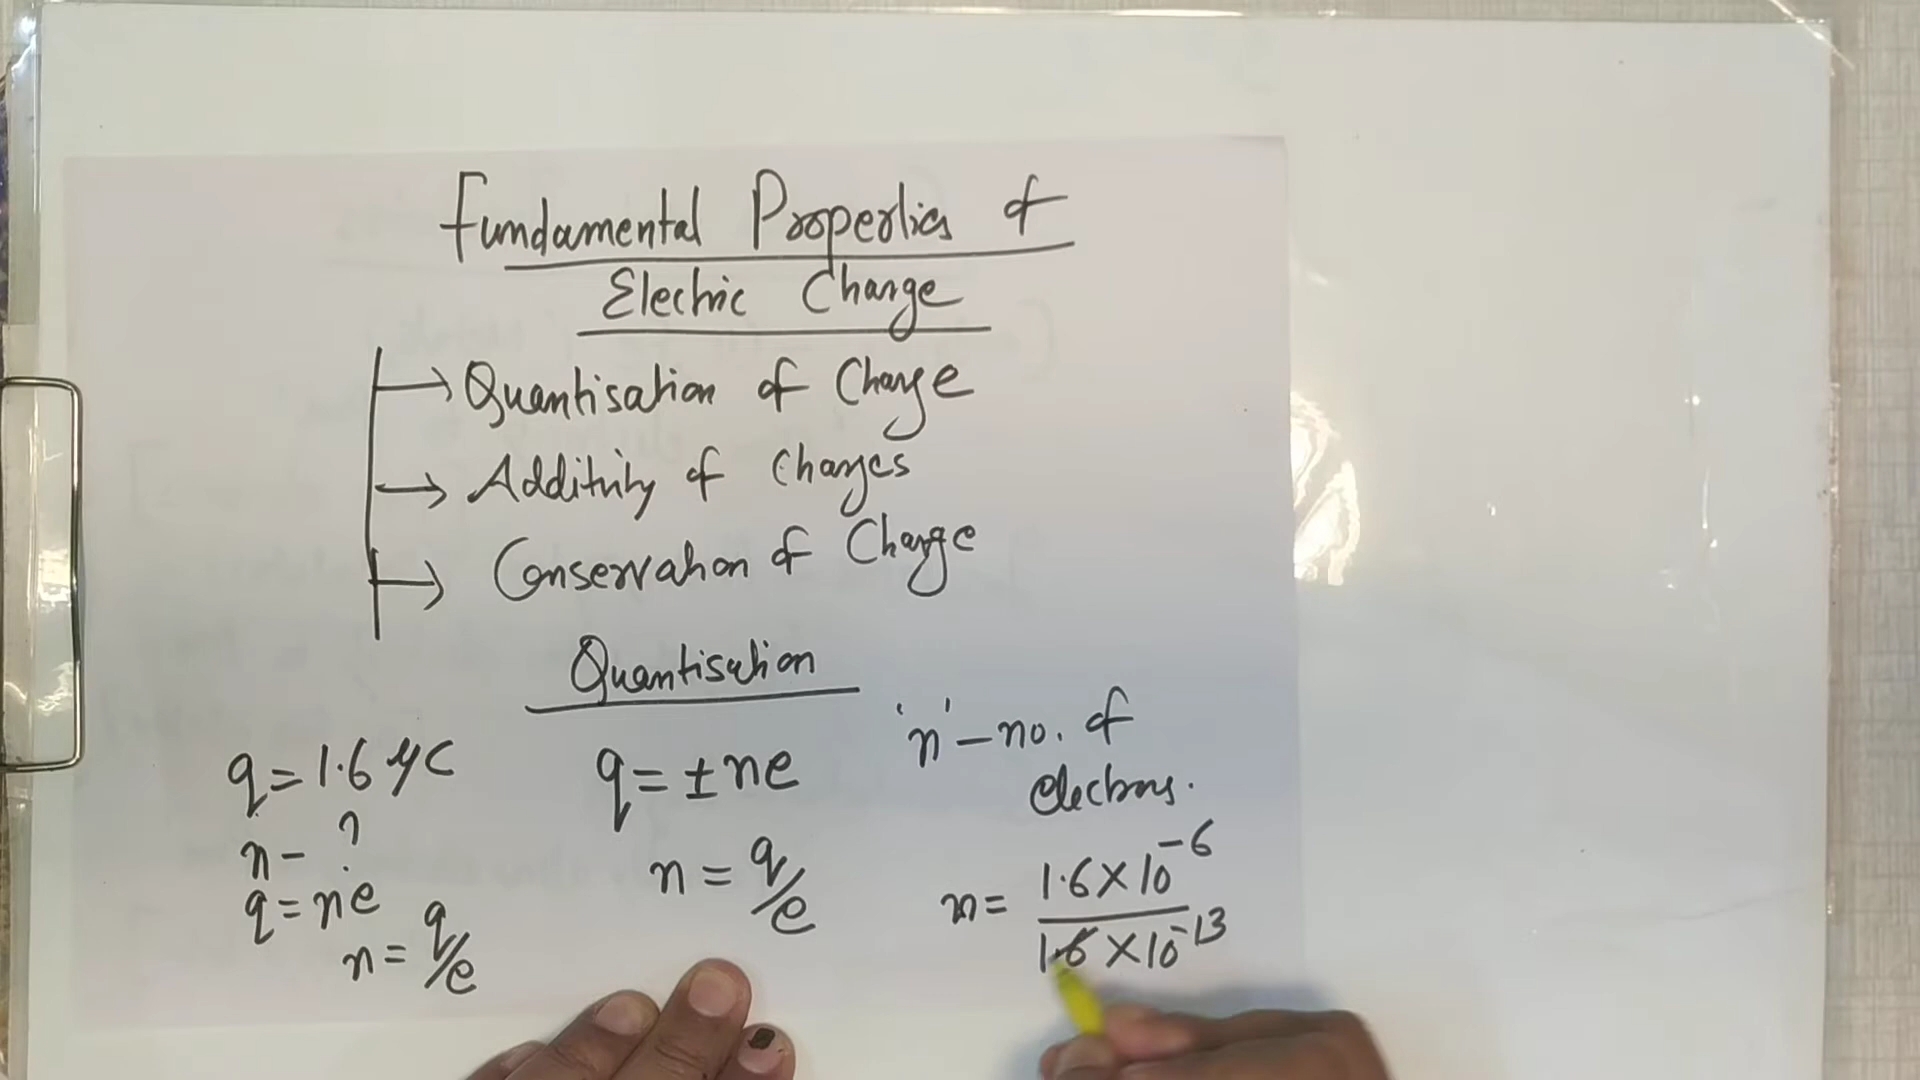 Fundamental Properties of
Electric Charge
→ Quantisation of Charge
→ Additivity of Charges
→ Conservation of Charge
Quantisation
q = 1.6 μC
n - ?
q = ne
n = q/e
q = ± ne
n = q/e
'n' - no. of
electrons.
n = 1.6 × 10⁻⁶
1.6 × 10⁻¹³